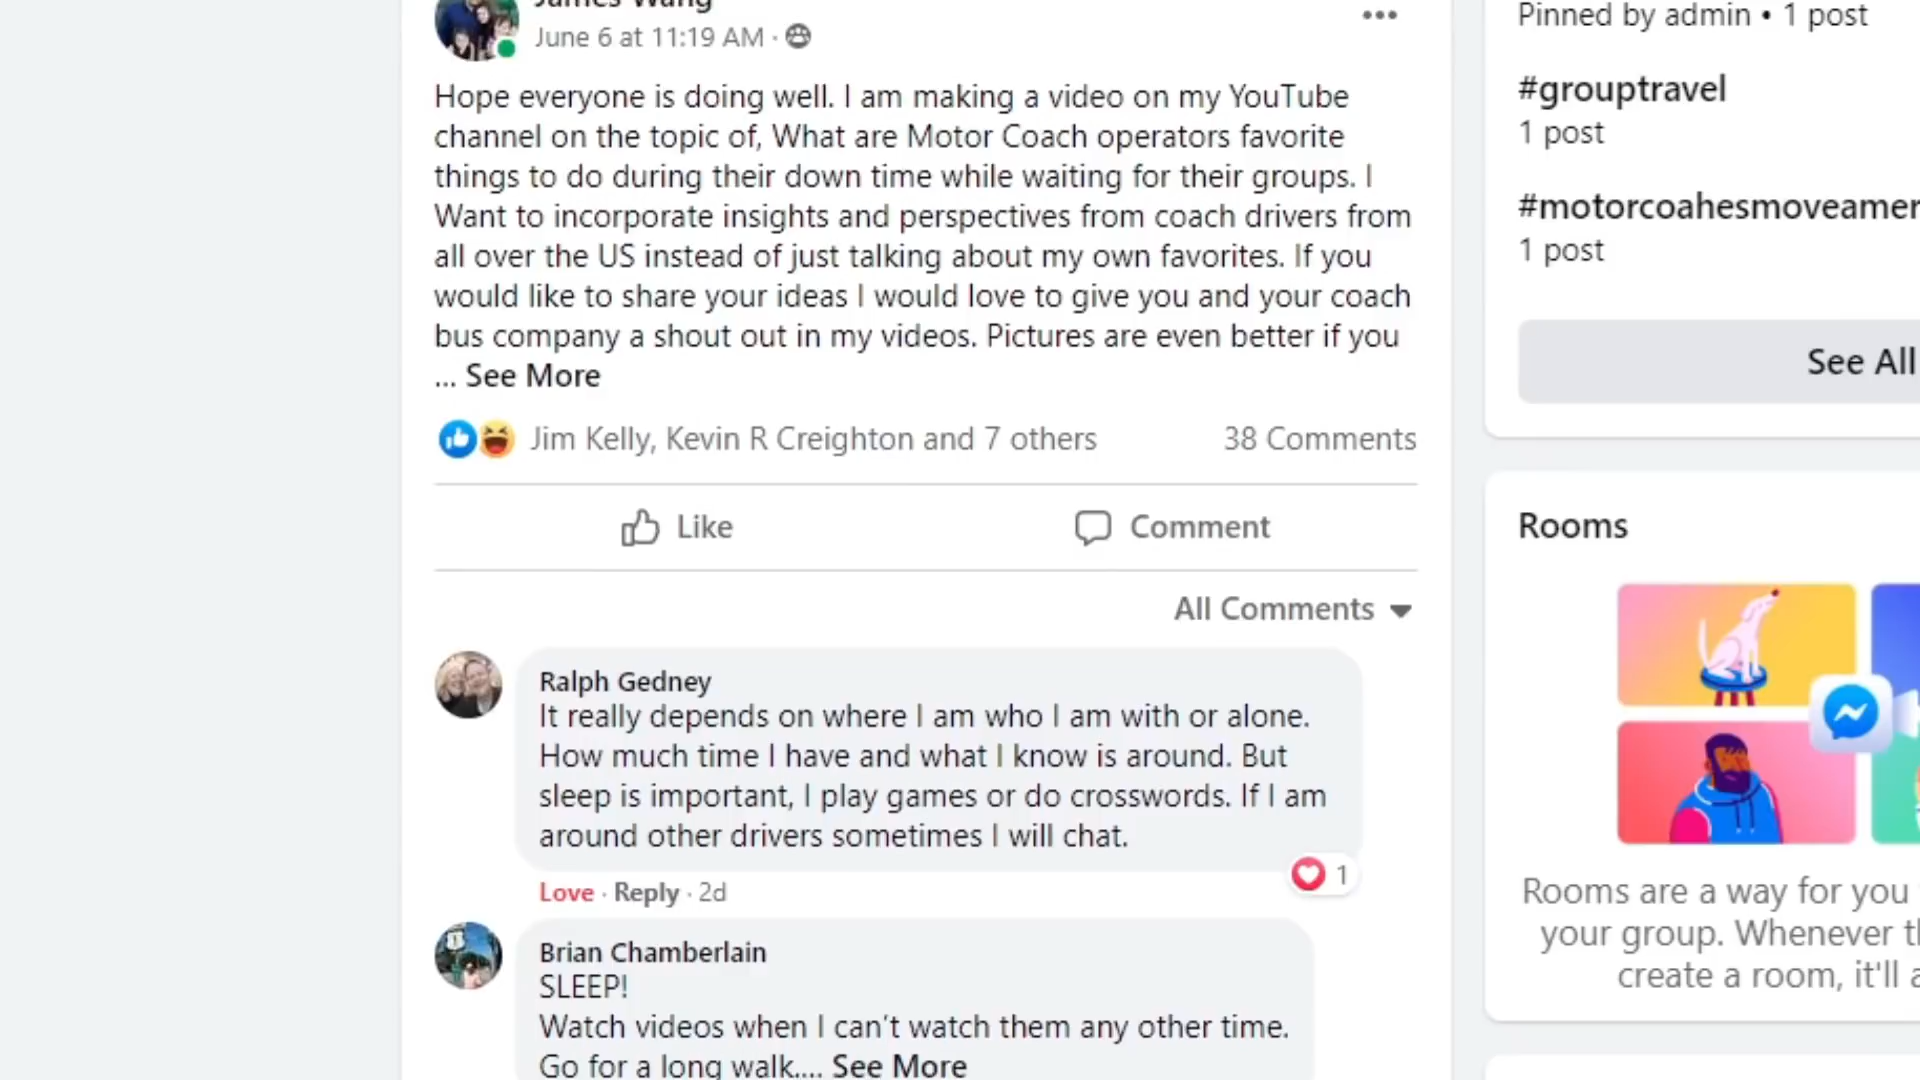 James Wang
June 6 at 11:19 AM ·
Hope everyone is doing well. I am making a video on my YouTube
channel on the topic of, What are Motor Coach operators favorite
things to do during their down time while waiting for their groups. I
Want to incorporate insights and perspectives from coach drivers from
all over the US instead of just talking about my own favorites. If you
would like to share your ideas I would love to give you and your coach
bus company a shout out in my videos. Pictures are even better if you
... See More
Jim Kelly, Kevin R Creighton and 7 others
38 Comments
Like
Comment
All Comments
Ralph Gedney
It really depends on where I am who I am with or alone.
How much time I have and what I know is around. But
sleep is important, I play games or do crosswords. If I am
around other drivers sometimes I will chat.
1
Love · Reply · 2d
Brian Chamberlain
SLEEP!
Watch videos when I can't watch them any other time.
Go for a long walk.... See More
Pinned by admin • 1 post
#grouptravel
1 post
#motorcoahesmoveamer
1 post
See All
Rooms
Rooms are a way for you
your group. Whenever
create a room, it'll